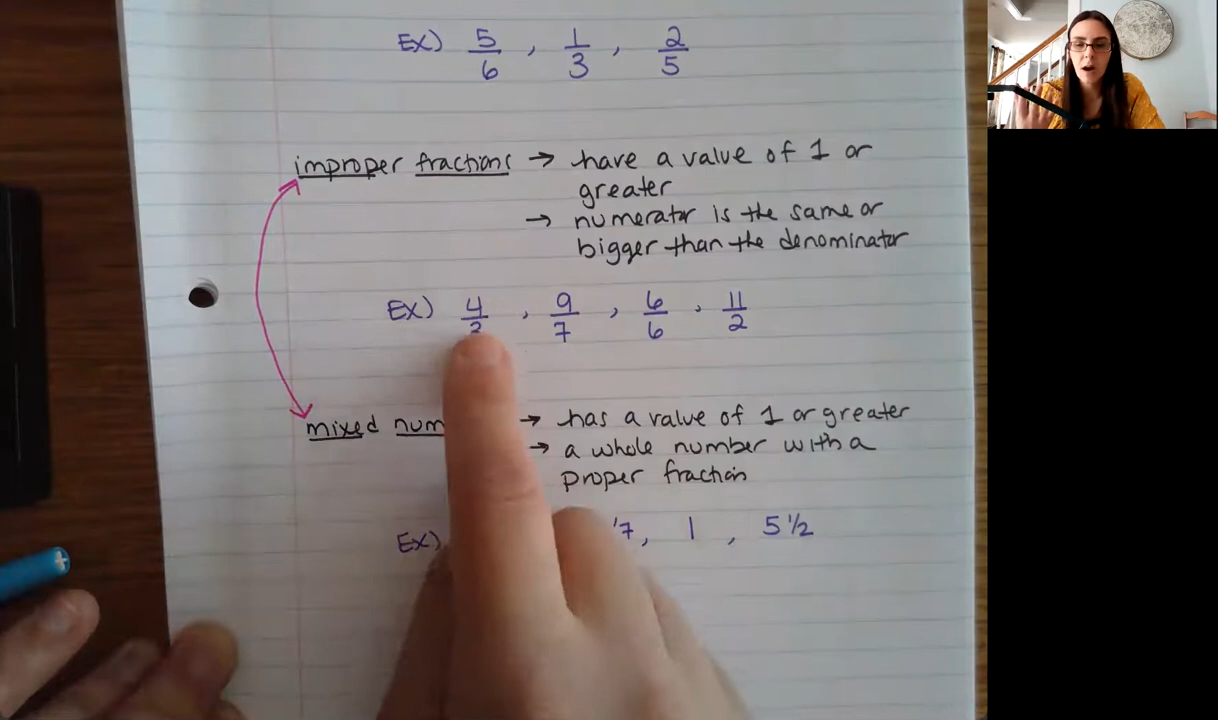 Ex) 5/6 , 1/3 , 2/5
improper fractions → have a value of 1 or
greater
→ numerator is the same or
bigger than the denominator
Ex) 4/3 , 9/7 , 6/6 , 11/2
mixed → has a value of 1 or greater
→ a whole number with a
proper fraction
Ex) 1 , 5 1/2